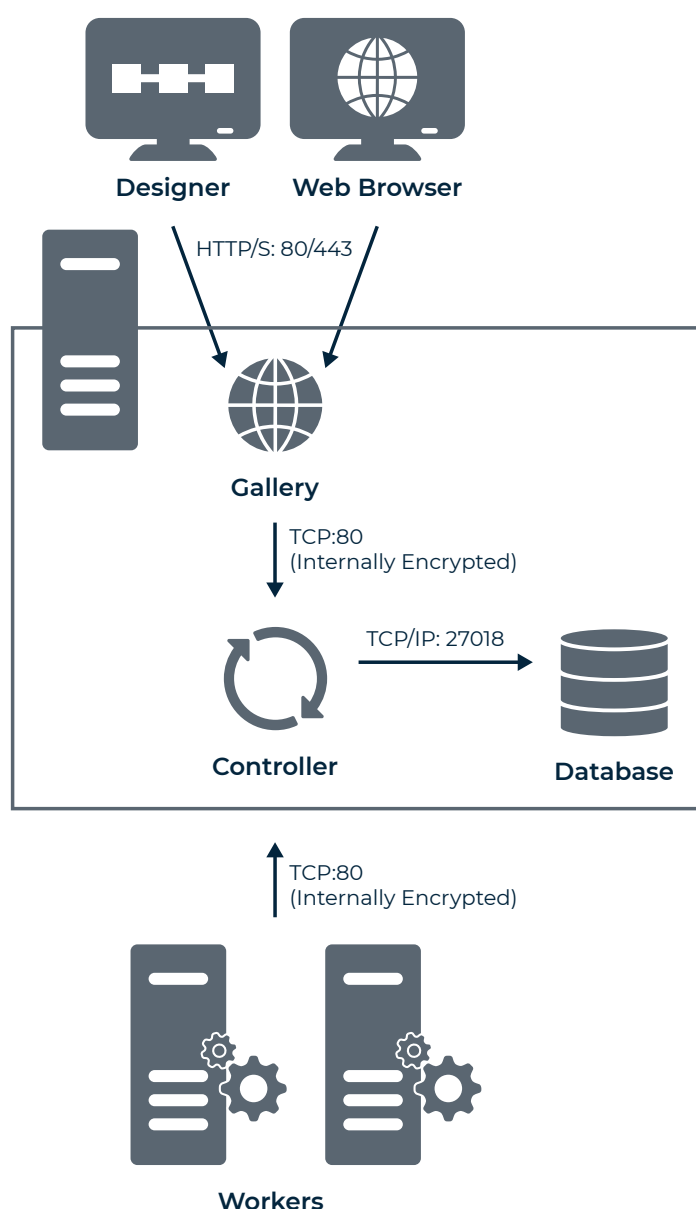 Designer
Web Browser
HTTP/S: 80/443
Gallery
TCP:80
(Internally Encrypted)
TCP/IP: 27018
Controller
Database
TCP:80
(Internally Encrypted)
Workers